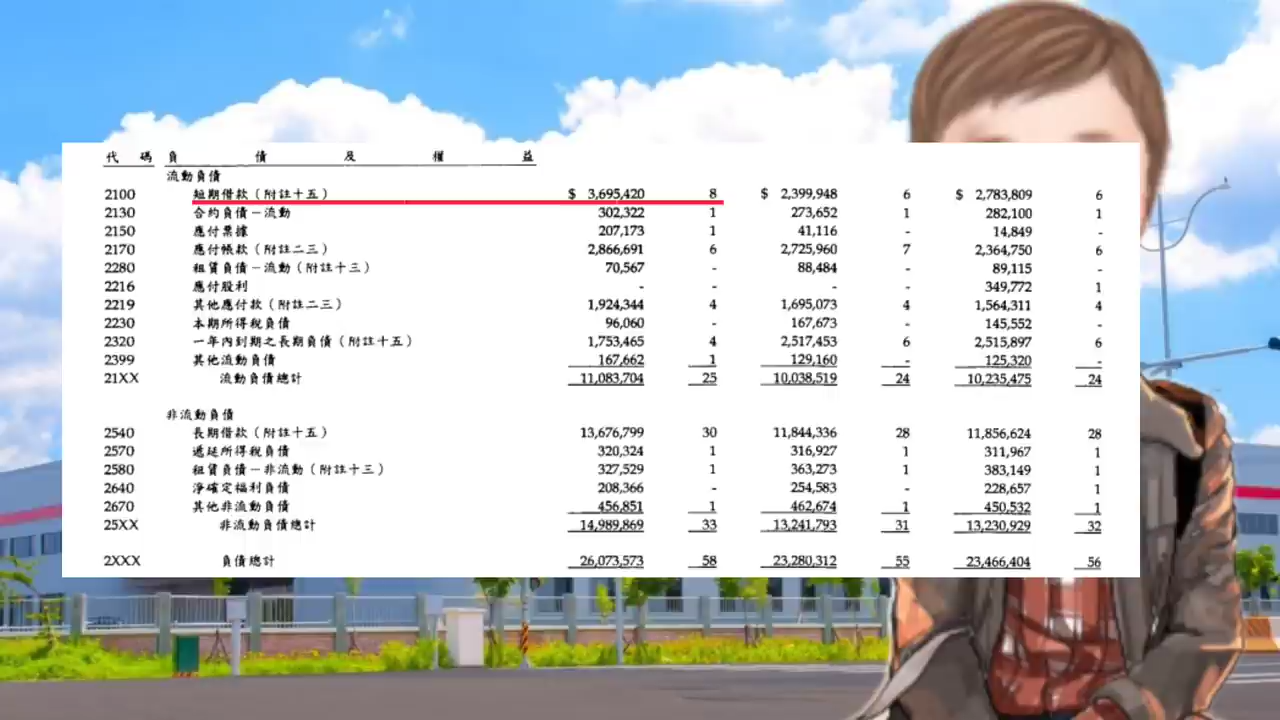 代 碼 負 債 及 權 益
流動負債
2100 短期借款(附註十五) $ 3,695,420 8 $ 2,399,948 6 $ 2,783,809 6
2130 合約負債-流動 302,322 1 273,652 1 282,100 1
2150 應付票據 207,173 1 41,116 - 14,849 -
2170 應付帳款(附註二三) 2,866,691 6 2,725,960 7 2,364,750 6
2280 租賃負債-流動(附註十三) 70,567 - 88,484 - 89,115 -
2216 應付股利 - - - - 349,772 1
2219 其他應付款(附註二三) 1,924,344 4 1,695,073 4 1,564,311 4
2230 本期所得稅負債 96,060 - 167,673 - 145,552 -
2320 一年內到期之長期負債(附註十五) 1,753,465 4 2,517,453 6 2,515,897 6
2399 其他流動負債 167,662 1 129,160 - 125,320 -
21XX 流動負債總計 11,083,704 25 10,038,519 24 10,235,475 24
非流動負債
2540 長期借款(附註十五) 13,676,799 30 11,844,336 28 11,856,624 28
2570 遞延所得稅負債 320,324 1 316,927 1 311,967 1
2580 租賃負債-非流動(附註十三) 327,529 1 363,273 1 383,149 1
2640 淨確定福利負債 208,366 - 254,583 - 228,657 1
2670 其他非流動負債 456,851 1 462,674 1 450,532 1
25XX 非流動負債總計 14,989,869 33 13,241,793 31 13,230,929 32
2XXX 負債總計 26,073,573 58 23,280,312 55 23,466,404 56